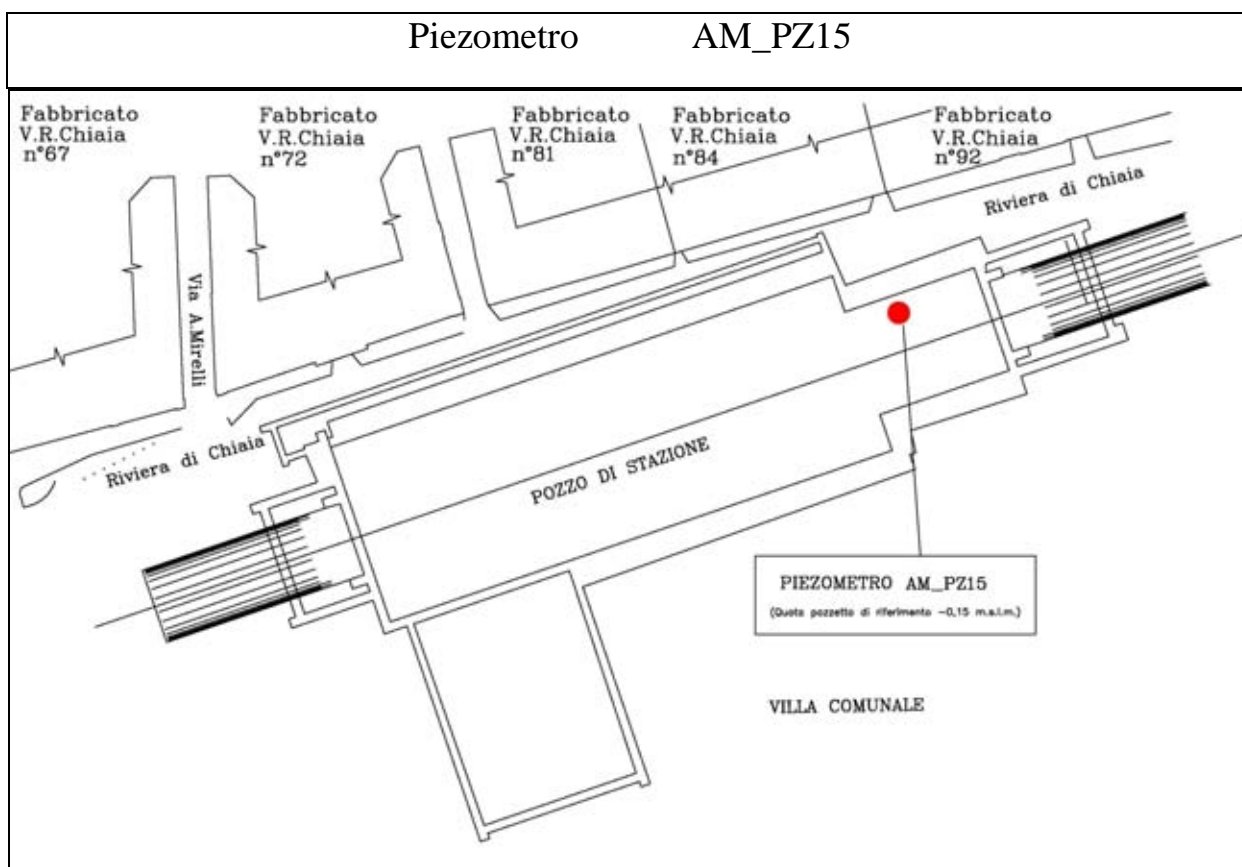 Piezometro AM_PZ15
Fabbricato
V.R.Chiaia
n°67
Fabbricato
V.R.Chiaia
n°72
Fabbricato
V.R.Chiaia
n°81
Fabbricato
V.R.Chiaia
n°84
Fabbricato
V.R.Chiaia
n°92
Riviera di Chiaia
Via A.Mirelli
Riviera di Chiaia
POZZO DI STAZIONE
PIEZOMETRO AM_PZ15
(Quota pozzetto di riferimento -0,15 m.s.l.m.)
VILLA COMUNALE